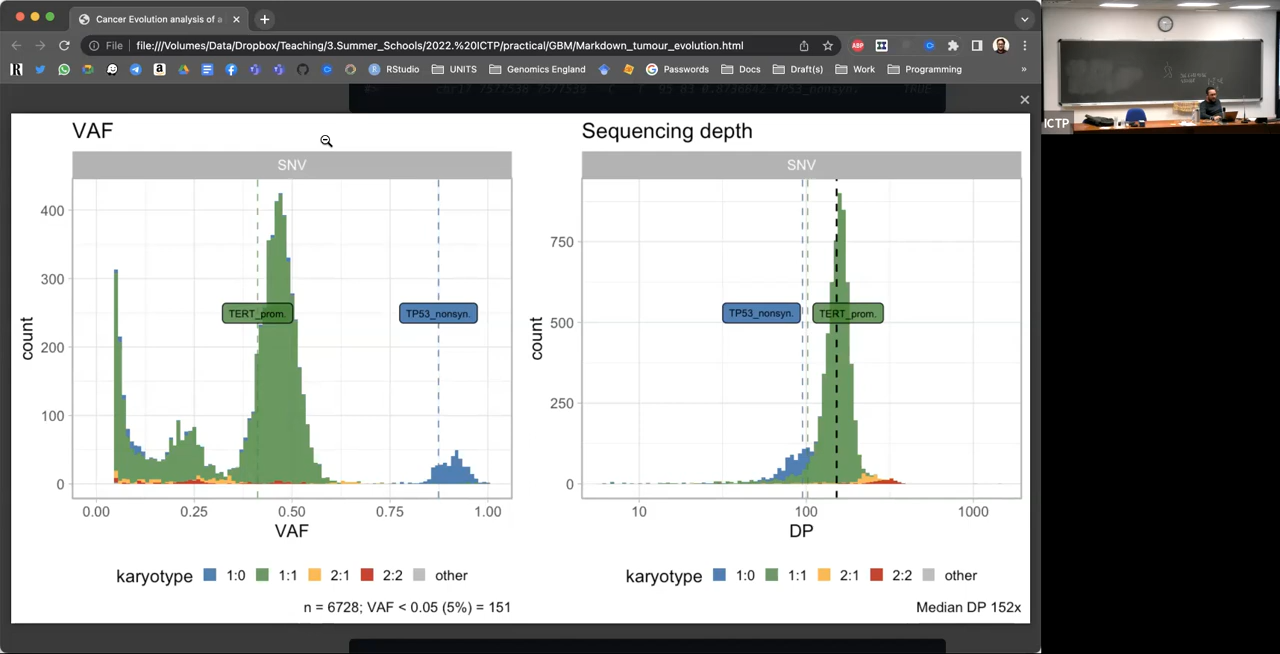 Cancer Evolution analysis of a
File file:///Volumes/Data/Dropbox/Teaching/3.Summer_Schools/2022.%20ICTP/practical/GBM/Markdown_tumour_evolution.html
ABP
RStudio UNITS Genomics England Passwords Docs Draft(s) Work Programming »
ICTP
VAF
SNV
400
300
200
100
0
count
TERT_prom.
TP53_nonsyn.
0.00 0.25 0.50 0.75 1.00
VAF
karyotype 1:0 1:1 2:1 2:2 other
n = 6728; VAF < 0.05 (5%) = 151
Sequencing depth
SNV
750
500
250
0
count
TP53_nonsyn.
TERT_prom.
10 100 1000
DP
karyotype 1:0 1:1 2:1 2:2 other
Median DP 152x